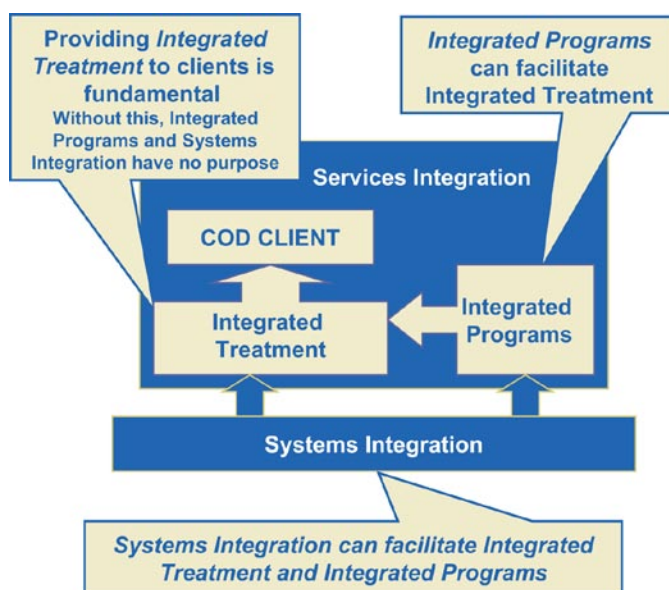 Providing Integrated
Treatment to clients is
fundamental
Without this, Integrated
Programs and Systems
Integration have no purpose
Integrated Programs
can facilitate
Integrated Treatment
Services Integration
COD CLIENT
Integrated
Treatment
Integrated
Programs
Systems Integration
Systems Integration can facilitate Integrated
Treatment and Integrated Programs